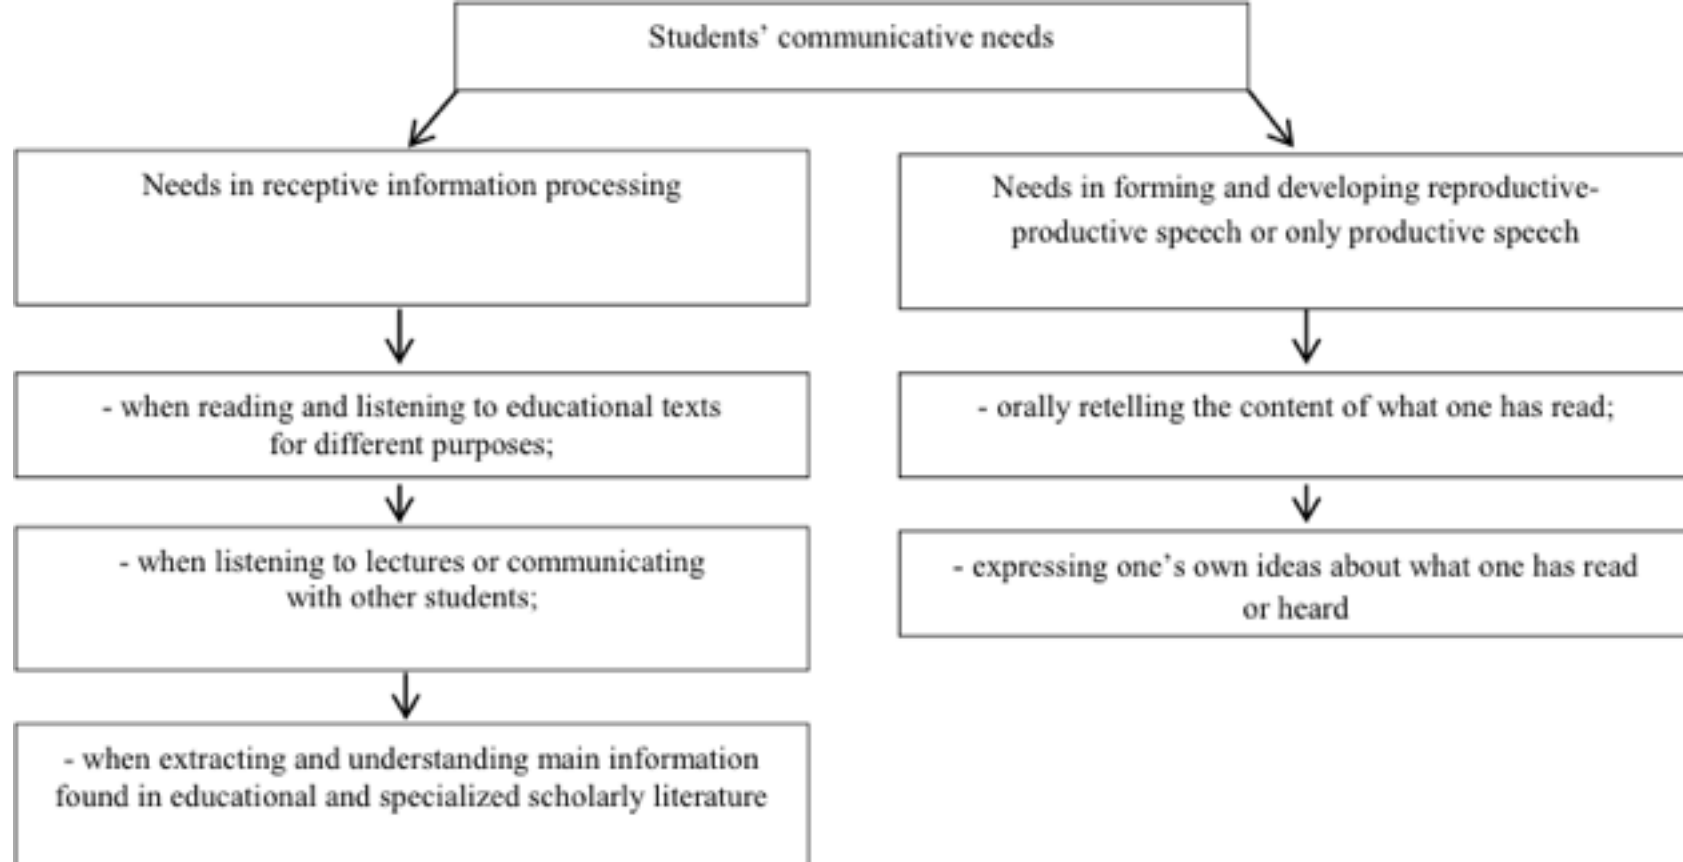 Students’ communicative needs
Needs in receptive information processing
- when reading and listening to educational texts
for different purposes;
- when listening to lectures or communicating
with other students;
- when extracting and understanding main information
found in educational and specialized scholarly literature
Needs in forming and developing reproductive-
productive speech or only productive speech
- orally retelling the content of what one has read;
- expressing one’s own ideas about what one has read
or heard